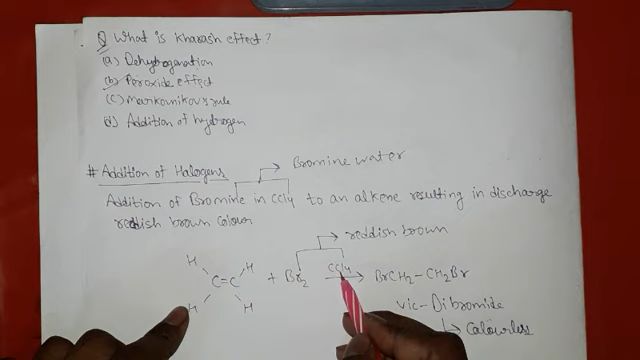 Q What is Kharash effect?
(a) Dehydrogenation
(b) Peroxide effect
(c) Markovnikov's rule
(d) Addition of hydrogen
# Addition of Halogens → Bromine water
Addition of Bromine in CCl4 to an alkene resulting in discharge
reddish brown colour
→ reddish brown
H H
C=C + Br2 CCl4 → BrCH2-CH2Br
H H
vic-Dibromide
↳ Colourless